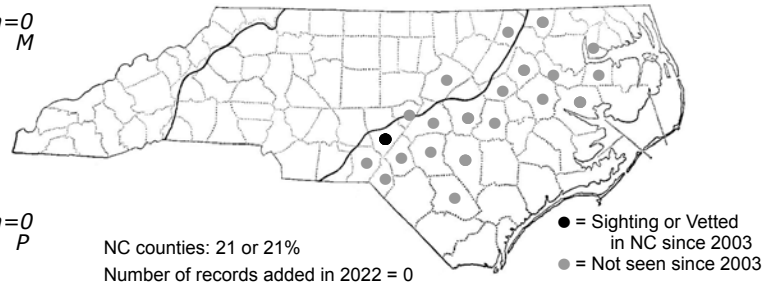 n=0
M
n=0
P
NC counties: 21 or 21%
Number of records added in 2022 = 0
● = Sighting or Vetted
in NC since 2003
● = Not seen since 2003